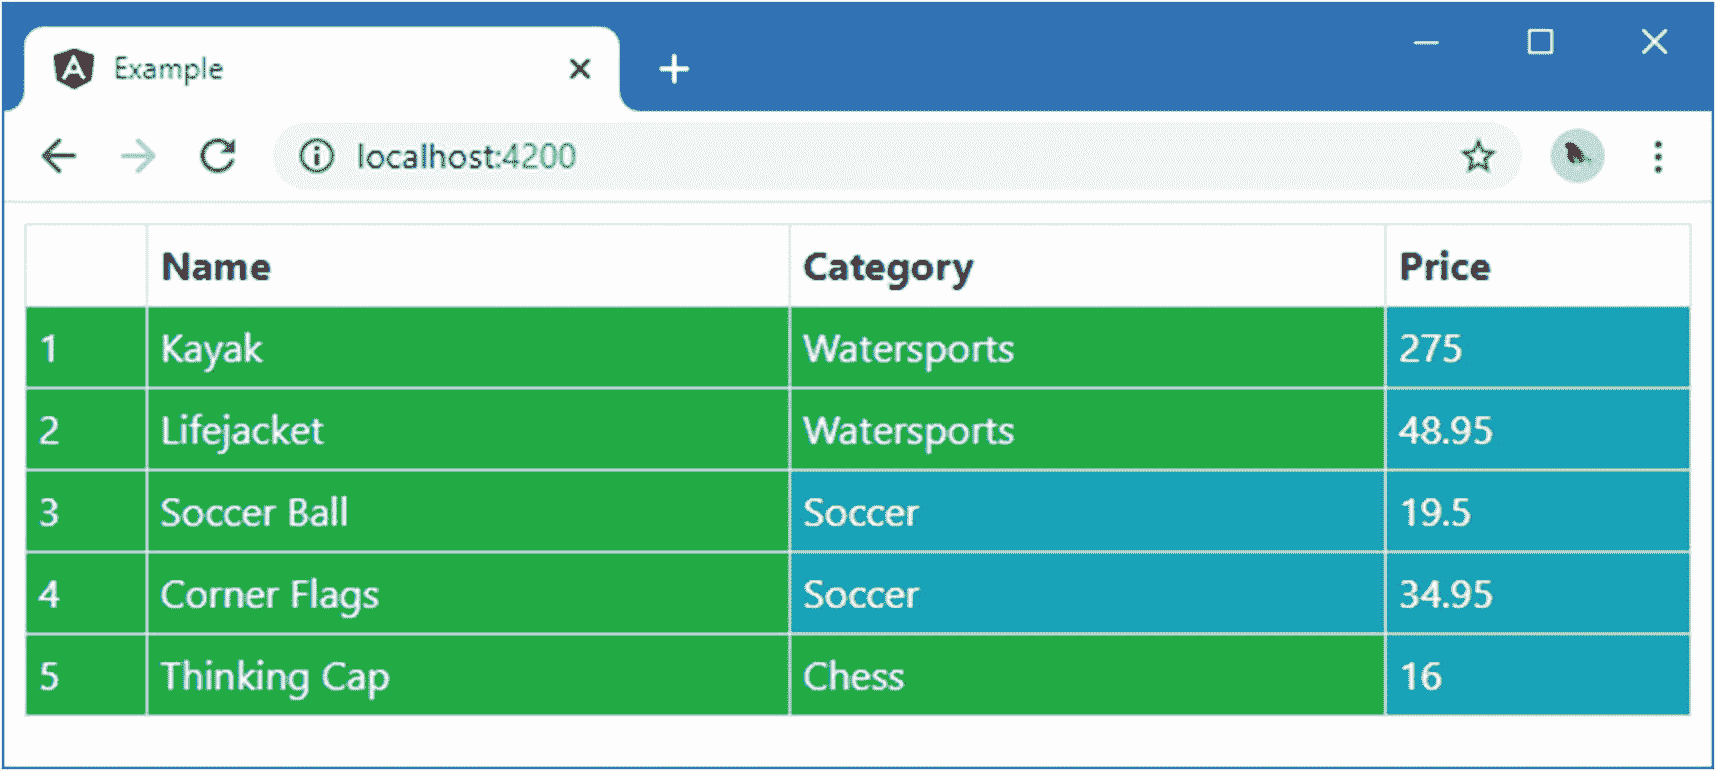 Example
localhost:4200
Name Category Price
1 Kayak Watersports 275
2 Lifejacket Watersports 48.95
3 Soccer Ball Soccer 19.5
4 Corner Flags Soccer 34.95
5 Thinking Cap Chess 16